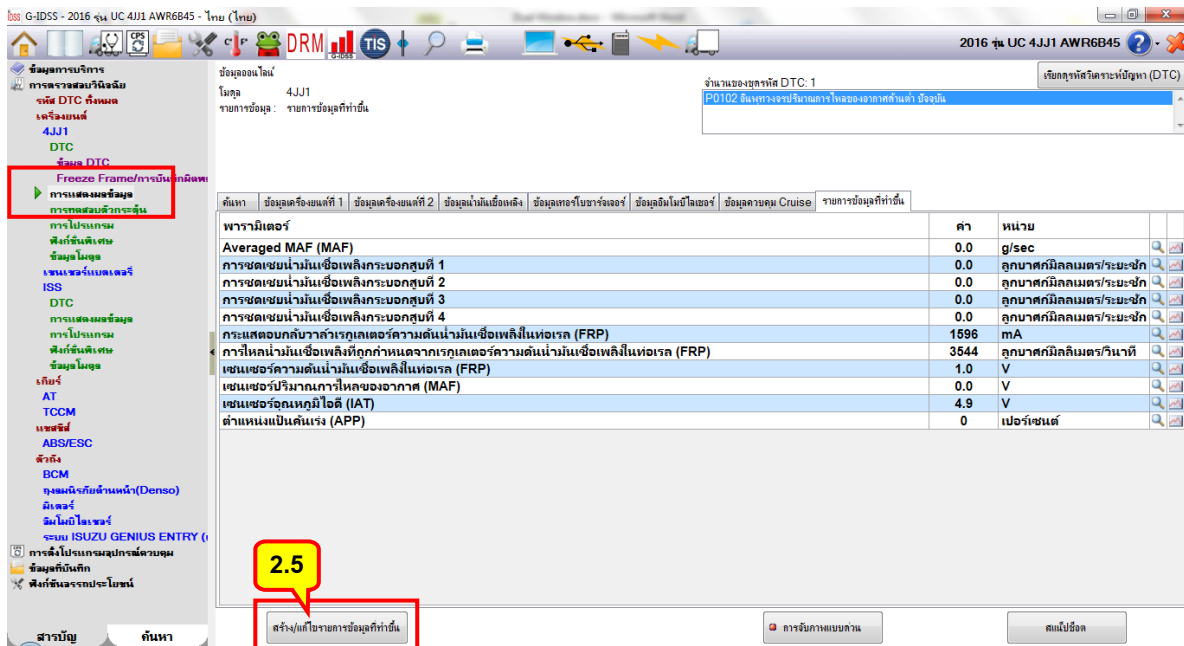 G-IDSS - 2016 รุ่น UC 4JJ1 AWR6B45 - ไทย (ไทย)
CPS
DRM
G-IDSS
TIS
2016 รุ่น UC 4JJ1 AWR6B45
ข้อมูลการบริการ
การตรวจสอบวินิจฉัย
รหัส DTC ทั้งหมด
เครื่องยนต์
4JJ1
DTC
ข้อมูล DTC
Freeze Frame/การบันทึกผิดพ
การแสดงผลข้อมูล
การทดสอบตัวกระตุ้น
การโปรแกรม
ฟังก์ชั่นพิเศษ
ข้อมูลโมดูล
เซนเซอร์แบตเตอรี่
ISS
DTC
การแสดงผลข้อมูล
การโปรแกรม
ฟังก์ชั่นพิเศษ
ข้อมูลโมดูล
เกียร์
AT
TCCM
แชสซีส์
ABS/ESC
ตัวถัง
BCM
ถุงลมนิรภัยด้านหน้า(Denso)
มิเตอร์
อิมโมบิไลเซอร์
ระบบ ISUZU GENIUS ENTRY (
การตั้งโปรแกรมอุปกรณ์ควบคุม
ข้อมูลที่บันทึก
ฟังก์ชันอรรถประโยชน์
สารบัญ
ค้นหา
ข้อมูลออนไลน์
โมดูล 4JJ1
รายการข้อมูล : รายการข้อมูลที่ทำขึ้น
จำนวนของชุดรหัส DTC: 1
P0102 อินพุทวงจรปริมาณการไหลของอากาศด้านต่ำ ปัจจุบัน
เรียกดูรหัสวิเคราะห์ปัญหา (DTC)
ค้นหา ข้อมูลเครื่องยนต์ที่ 1 ข้อมูลเครื่องยนต์ที่ 2 ข้อมูลน้ำมันเชื้อเพลิง ข้อมูลเทอร์โบชาร์จเจอร์ ข้อมูลอิมโมบิไลเซอร์ ข้อมูลควบคุม Cruise รายการข้อมูลที่ทำขึ้น
พารามิเตอร์ ค่า หน่วย
Averaged MAF (MAF) 0.0 g/sec
การชดเชยน้ำมันเชื้อเพลิงกระบอกสูบที่ 1 0.0 ลูกบาศก์มิลลเมตร/ระยะชัก
การชดเชยน้ำมันเชื้อเพลิงกระบอกสูบที่ 2 0.0 ลูกบาศก์มิลลเมตร/ระยะชัก
การชดเชยน้ำมันเชื้อเพลิงกระบอกสูบที่ 3 0.0 ลูกบาศก์มิลลเมตร/ระยะชัก
การชดเชยน้ำมันเชื้อเพลิงกระบอกสูบที่ 4 0.0 ลูกบาศก์มิลลเมตร/ระยะชัก
กระแสตอบกลับวาล์วเรกูเลเตอร์ความดันน้ำมันเชื้อเพลิงในท่อเรล (FRP) 1596 mA
การไหลน้ำมันเชื้อเพลิงที่ถูกกำหนดจากเรกูเลเตอร์ความดันน้ำมันเชื้อเพลิงในท่อเรล (FRP) 3544 ลูกบาศก์มิลลิเมตร/วินาที
เซนเซอร์ความดันน้ำมันเชื้อเพลิงในท่อเรล (FRP) 1.0 V
เซนเซอร์ปริมาณการไหลของอากาศ (MAF) 0.0 V
เซนเซอร์อุณหภูมิไอดี (IAT) 4.9 V
ตำแหน่งแป้นคันเร่ง (APP) 0 เปอร์เซนต์
2.5
สร้าง/แก้ไขรายการข้อมูลที่ทำขึ้น
การจับภาพแบบด่วน
สแน็ปช็อต